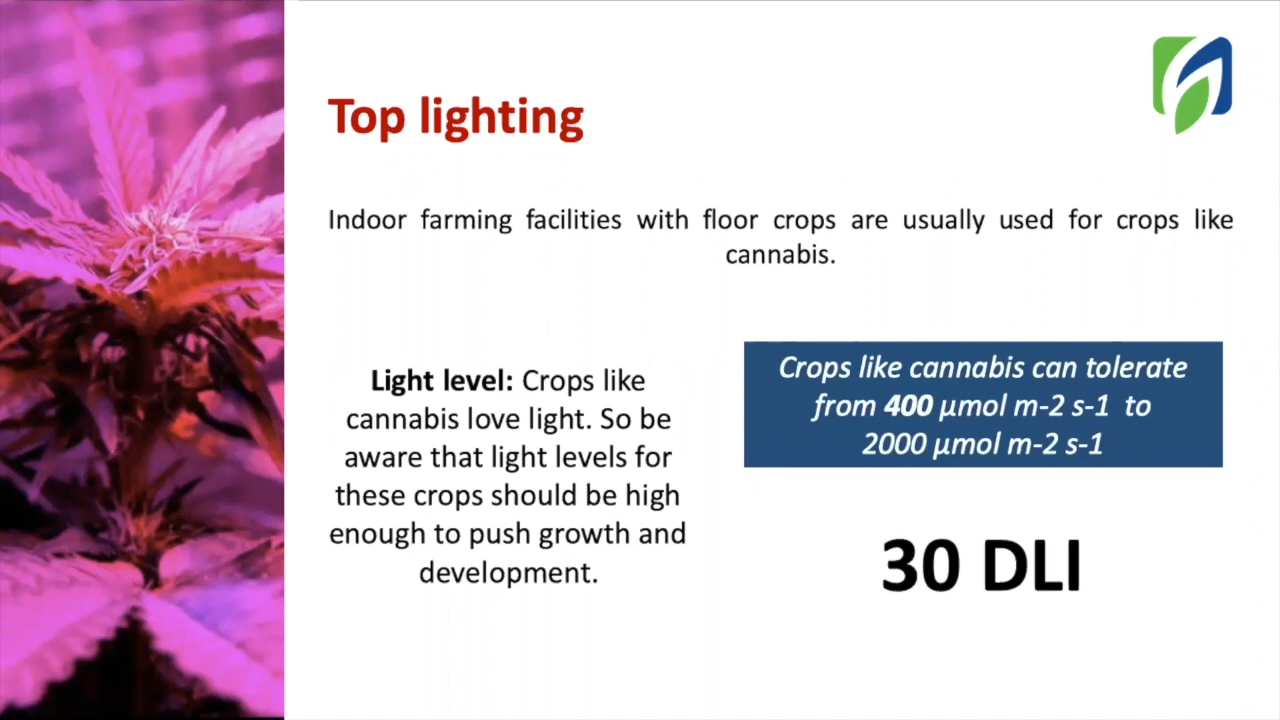 Top lighting
Indoor farming facilities with floor crops are usually used for crops like
cannabis.
Light level: Crops like
cannabis love light. So be
aware that light levels for
these crops should be high
enough to push growth and
development.
Crops like cannabis can tolerate
from 400 μmol m-2 s-1 to
2000 μmol m-2 s-1
30 DLI